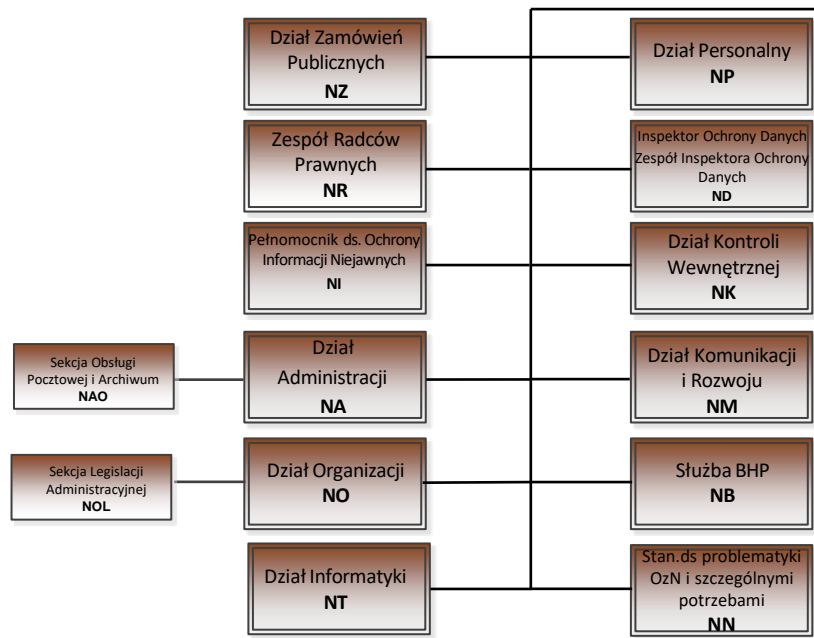 Dział Zamówień
Publicznych
NZ
Dział Personalny
NP
Zespół Radców
Prawnych
NR
Inspektor Ochrony Danych
Zespół Inspektora Ochrony
Danych
ND
Pełnomocnik ds. Ochrony
Informacji Niejawnych
NI
Dział Kontroli
Wewnętrznej
NK
Sekcja Obsługi
Pocztowej i Archiwum
NAO
Dział
Administracji
NA
Dział Komunikacji
i Rozwoju
NM
Sekcja Legislacji
Administracyjnej
NOL
Dział Organizacji
NO
Służba BHP
NB
Dział Informatyki
NT
Stan.ds problematyki
OzN i szczególnymi
potrzebami
NN